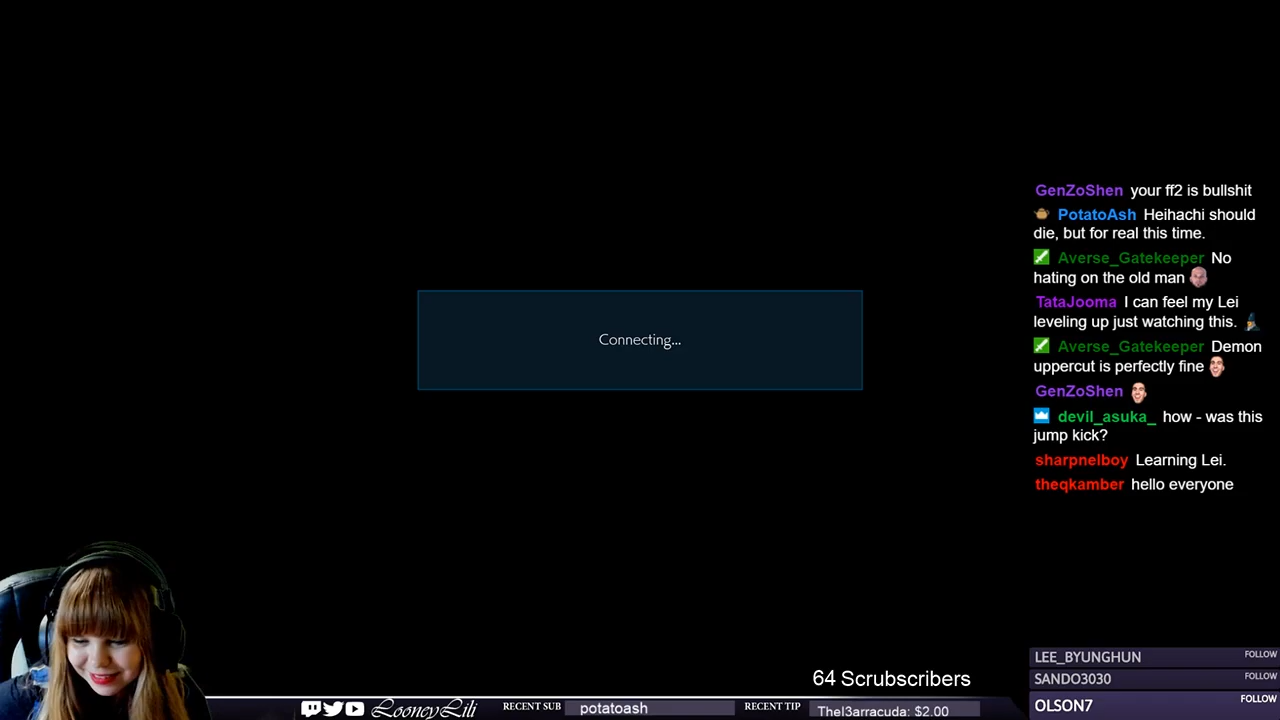 Connecting...
GenZoShen your ff2 is bullshit
PotatoAsh Heihachi should
die, but for real this time.
Averse_Gatekeeper No
hating on the old man
TataJooma I can feel my Lei
leveling up just watching this.
Averse_Gatekeeper Demon
uppercut is perfectly fine
GenZoShen
devil_asuka_ how - was this
jump kick?
sharpnelboy Learning Lei.
theqkamber hello everyone
64 Scrubscribers
LEE_BYUNGHUN FOLLOW
SANDO3030 FOLLOW
OLSON7 FOLLOW
LooneyLili RECENT SUB potatoash RECENT TIP TheI3arracuda: $2.00